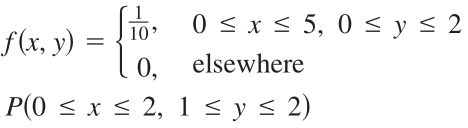 f(x, y) = { 1/10, 0 ≤ x ≤ 5, 0 ≤ y ≤ 2
0, elsewhere
P(0 ≤ x ≤ 2, 1 ≤ y ≤ 2)